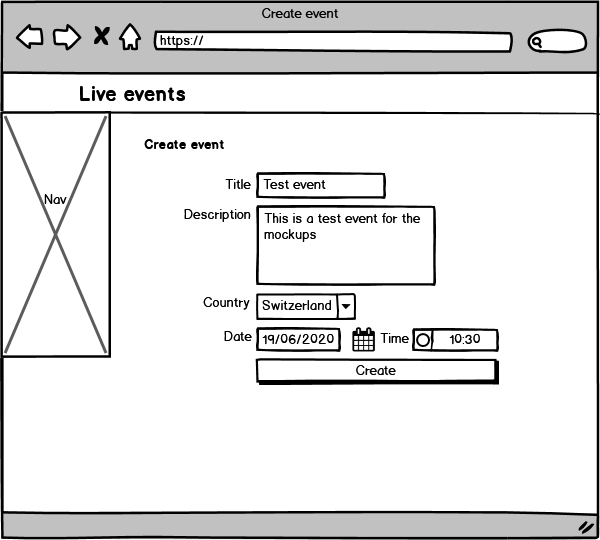 Create event
https://
Live events
Nav
Create event
Title Test event
Description This is a test event for the
mockups
Country Switzerland
Date 19/06/2020 Time 10:30
Create